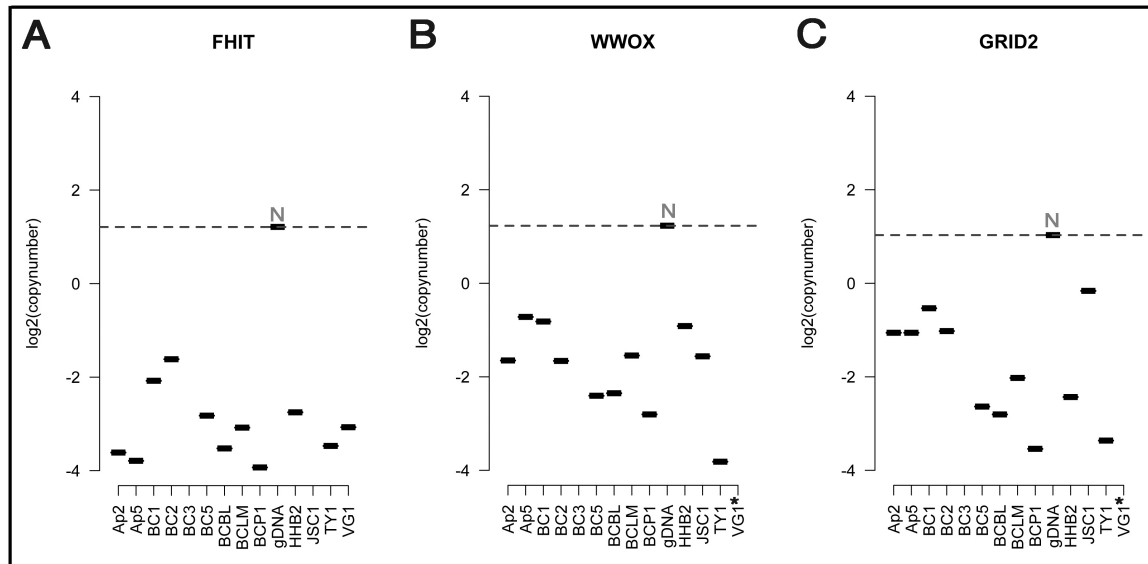 A
FHIT
log2(copynumber)
4
2
0
-2
-4
N
Ap2
Ap5
BC1
BC2
BC3
BC5
BCBL
BCLM
BCP1
gDNA
HHB2
JSC1
TY1
VG1
B
WWOX
log2(copynumber)
4
2
0
-2
-4
N
Ap2
Ap5
BC1
BC2
BC3
BC5
BCBL
BCLM
BCP1
gDNA
HHB2
JSC1
TY1
VG1*
C
GRID2
log2(copynumber)
4
2
0
-2
-4
N
Ap2
Ap5
BC1
BC2
BC3
BC5
BCBL
BCLM
BCP1
gDNA
HHB2
JSC1
TY1
VG1*